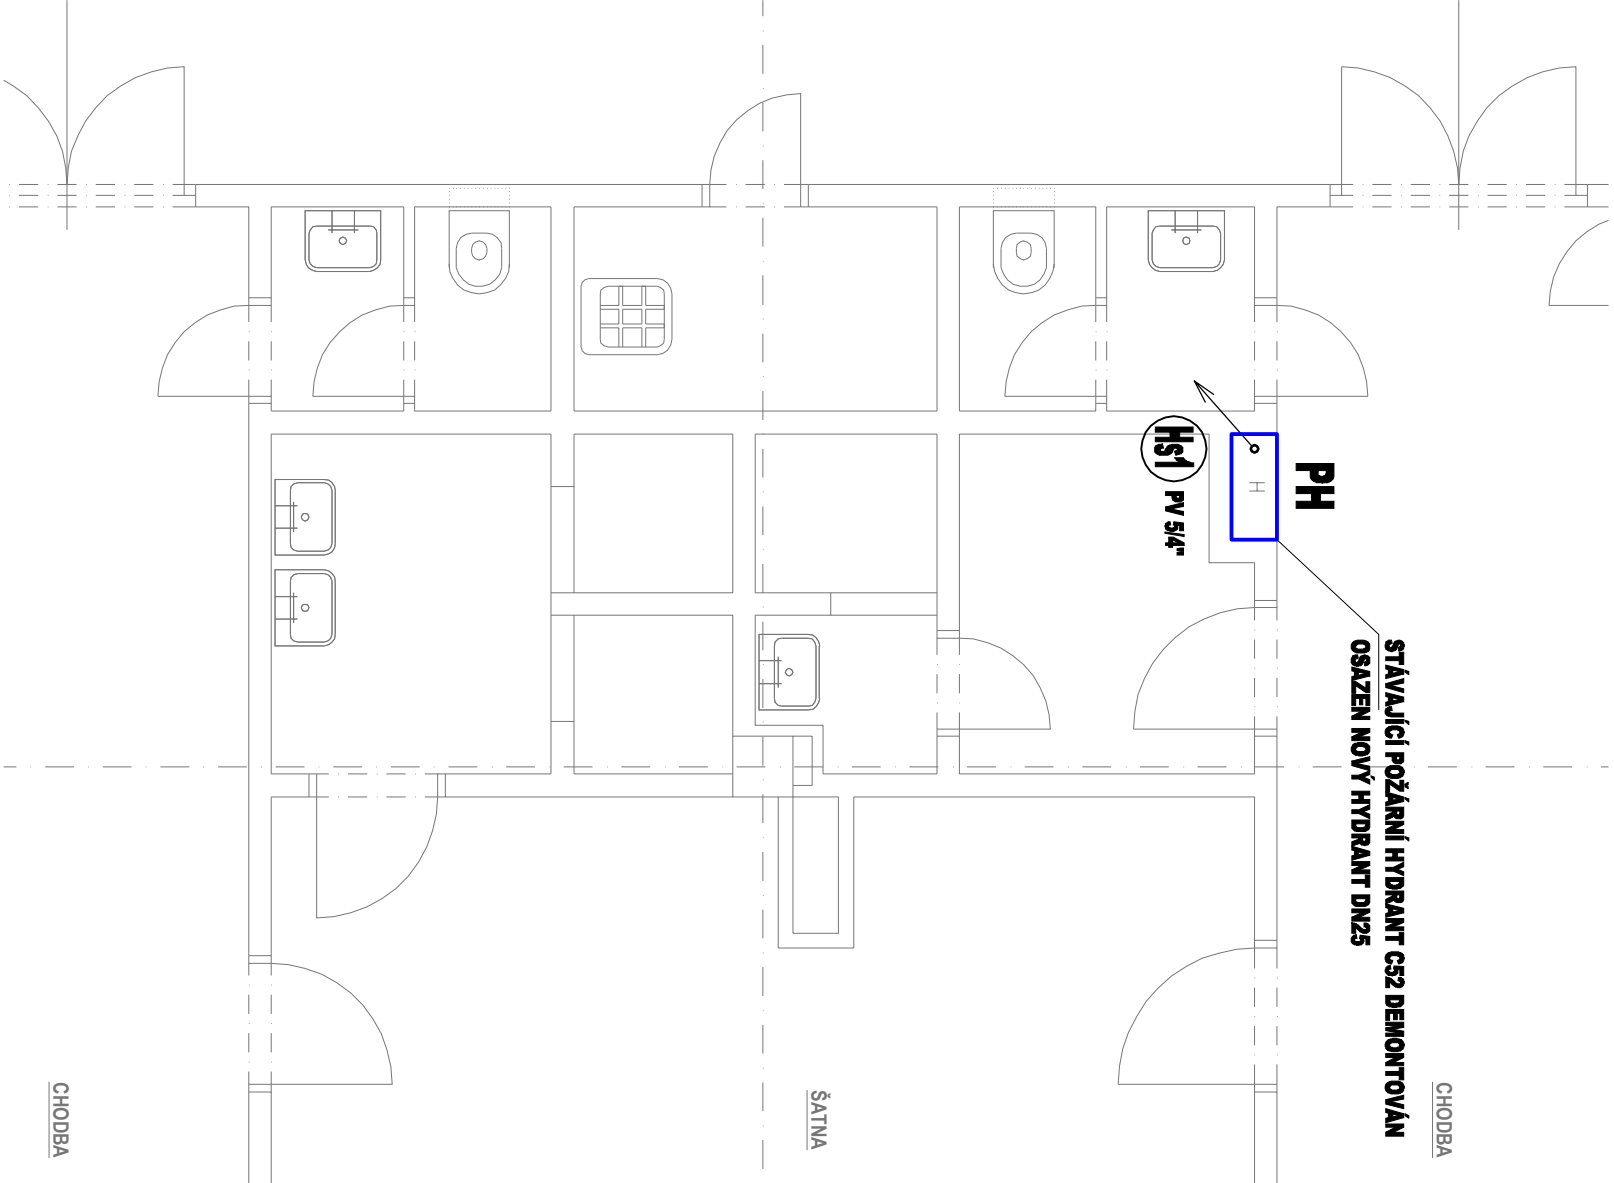 PH
H
Hs1
PV 5/4"
STÁVAJÍCÍ POŽÁRNÍ HYDRANT C52 DEMONTOVÁN
OSAZEN NOVÝ HYDRANT DN25
CHODBA
ŠATNA
CHODBA